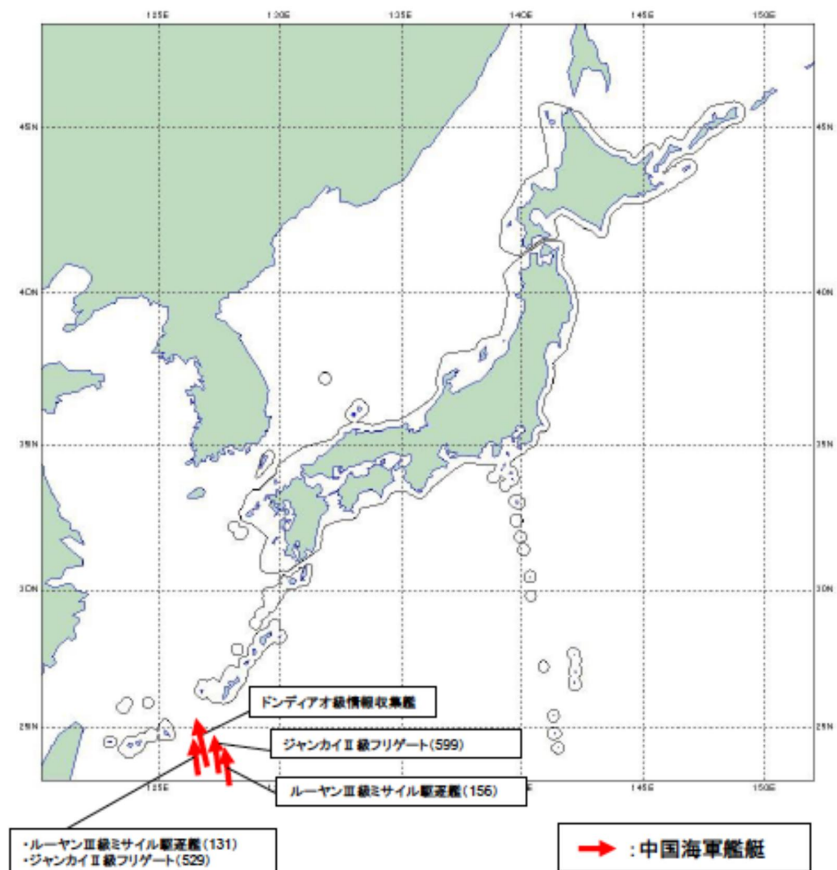 125E 130E 135E 140E 145E 150E
45N 45N
40N 40N
35N 35N
30N 30N
ドンディアオ級情報収集艦
25N 25N
ジャンカイⅡ級フリゲート(599)
ルーヤンⅢ級ミサイル駆逐艦(156)
125E 130E 135E 140E 145E 150E
・ルーヤンⅢ級ミサイル駆逐艦(131)
・ジャンカイⅡ級フリゲート(529)
:中国海軍艦艇